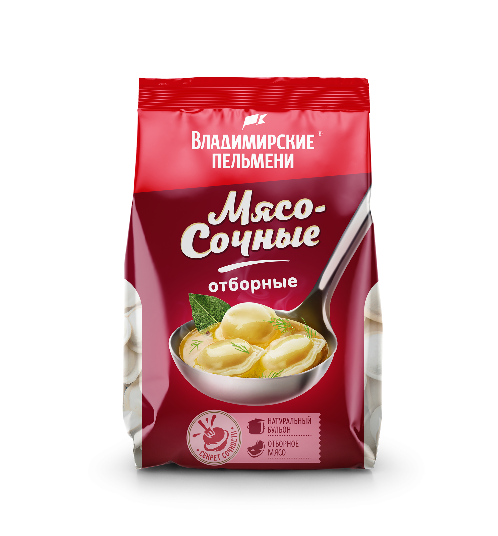 Владимирские
пельмени
Мясо-
Сочные
отборные
НАТУРАЛЬНЫЙ
БУЛЬОН
ОТБОРНОЕ
МЯСО
СЕКРЕТ СОЧНОСТИ